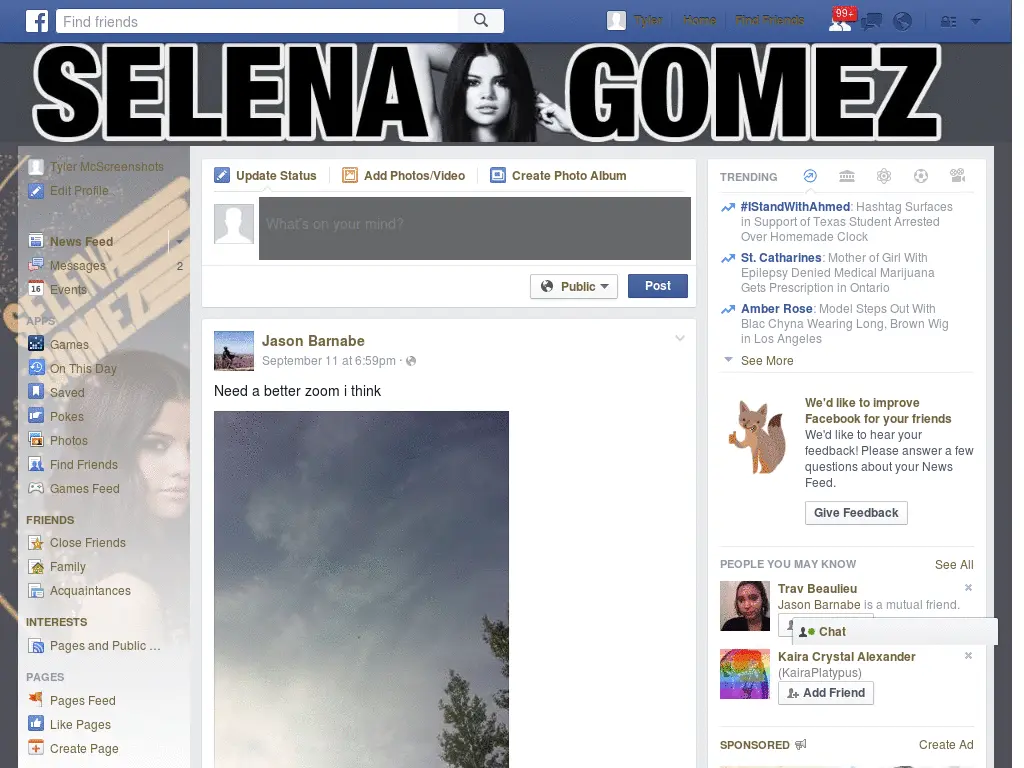 f
Find friends
Tyler
Home
Find Friends
99+
SELENA GOMEZ
Tyler McScreenshots
Edit Profile
News Feed
Messages 2
16 Events
APPS
Games
On This Day
Saved
Pokes
Photos
Find Friends
Games Feed
FRIENDS
Close Friends
Family
Acquaintances
INTERESTS
Pages and Public ...
PAGES
Pages Feed
Like Pages
Create Page
SELENA
GOMEZ
Update Status
Add Photos/Video
Create Photo Album
What's on your mind?
Public
Post
Jason Barnabe
September 11 at 6:59pm ·
Need a better zoom i think
TRENDING
#IStandWithAhmed: Hashtag Surfaces
in Support of Texas Student Arrested
Over Homemade Clock
St. Catharines: Mother of Girl With
Epilepsy Denied Medical Marijuana
Gets Prescription in Ontario
Amber Rose: Model Steps Out With
Blac Chyna Wearing Long, Brown Wig
in Los Angeles
See More
We'd like to improve
Facebook for your friends
We'd like to hear your
feedback! Please answer a few
questions about your News
Feed.
Give Feedback
PEOPLE YOU MAY KNOW
See All
Trav Beaulieu
Jason Barnabe is a mutual friend.
Chat
Kaira Crystal Alexander
(KairaPlatypus)
Add Friend
SPONSORED
Create Ad